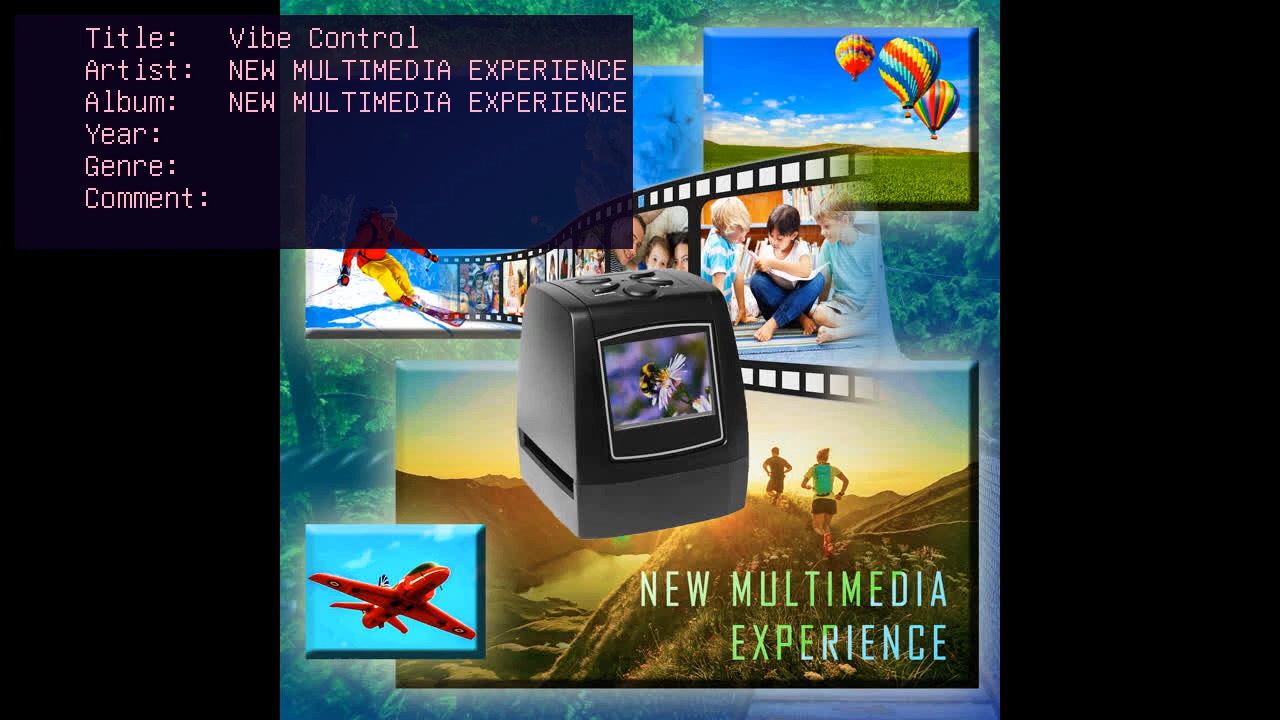 Title: Vibe Control
Artist: NEW MULTIMEDIA EXPERIENCE
Album: NEW MULTIMEDIA EXPERIENCE
Year:
Genre:
Comment:
NEW MULTIMEDIA
EXPERIENCE